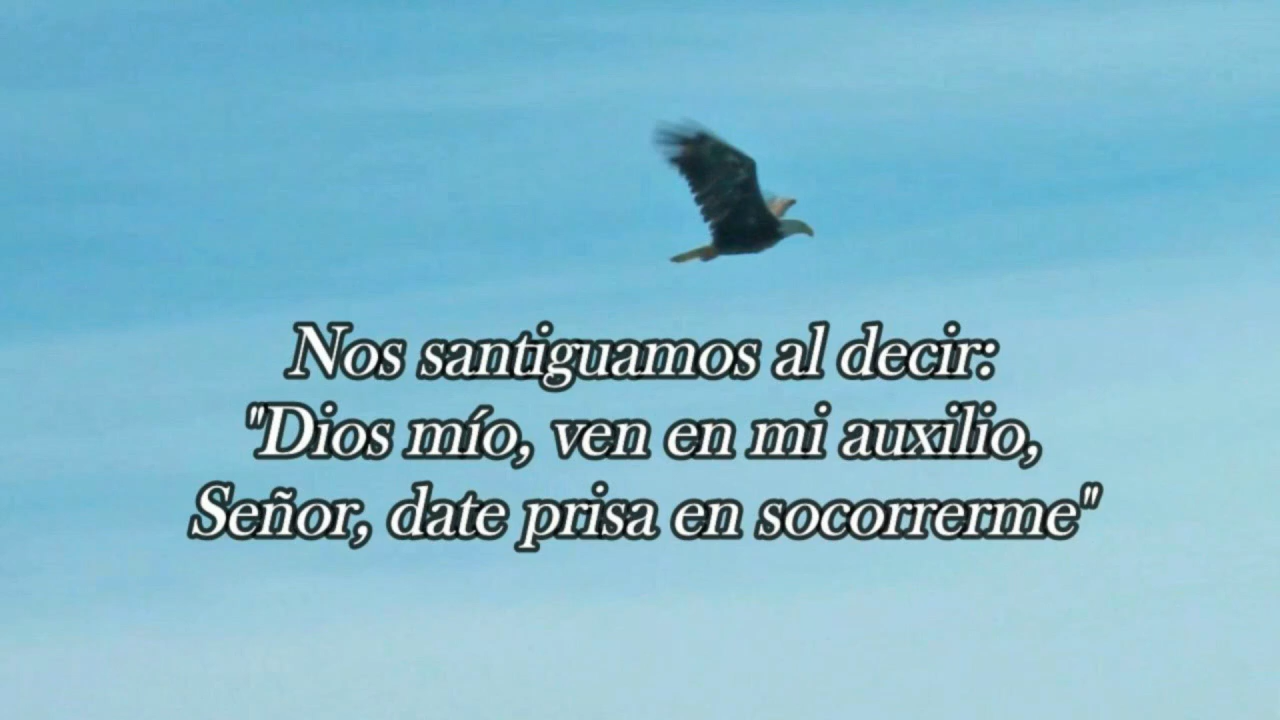 Nos santiguamos al decir:
"Dios mío, ven en mi auxilio,
Señor, date prisa en socorrerme"